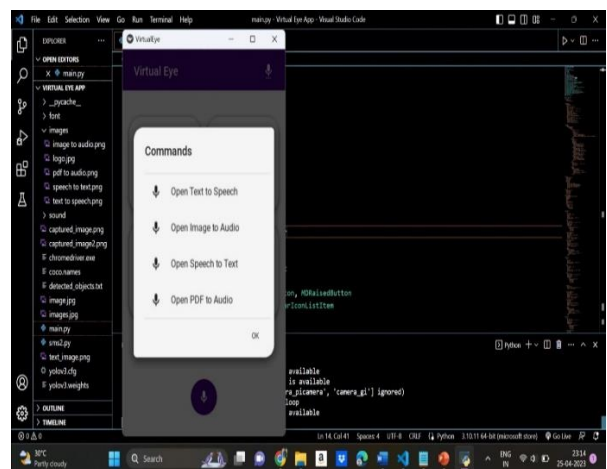 File Edit Selection View Go Run Terminal Help
main.py - Virtual Eye App - Visual Studio Code
EXPLORER
OPEN EDITORS
main.py
VIRTUAL EYE APP
__pycache__
font
images
image to audio.png
logo.jpg
pdf to audio.png
speech to text.png
text to speech.png
sound
captured_image.png
captured_image2.png
chromedriver.exe
coco.names
detected_objects.txt
image.jpg
images.jpg
main.py
sms2.py
text_image.png
yolov3.cfg
yolov3.weights
OUTLINE
TIMELINE
VirtualEye
Virtual Eye
Commands
Open Text to Speech
Open Image to Audio
Open Speech to Text
Open PDF to Audio
OK
on, MDRaisedButton
rIconListItem
Python
available
is available
ra_picamera', 'camera_gi'] ignored)
loop
available
Ln 14, Col 41 Spaces: 4 UTF-8 CRLF Python 3.10.11 64-bit (microsoft store) Go Live
30°C
Partly cloudy
Search
ENG
IN
23:14
25-04-2023